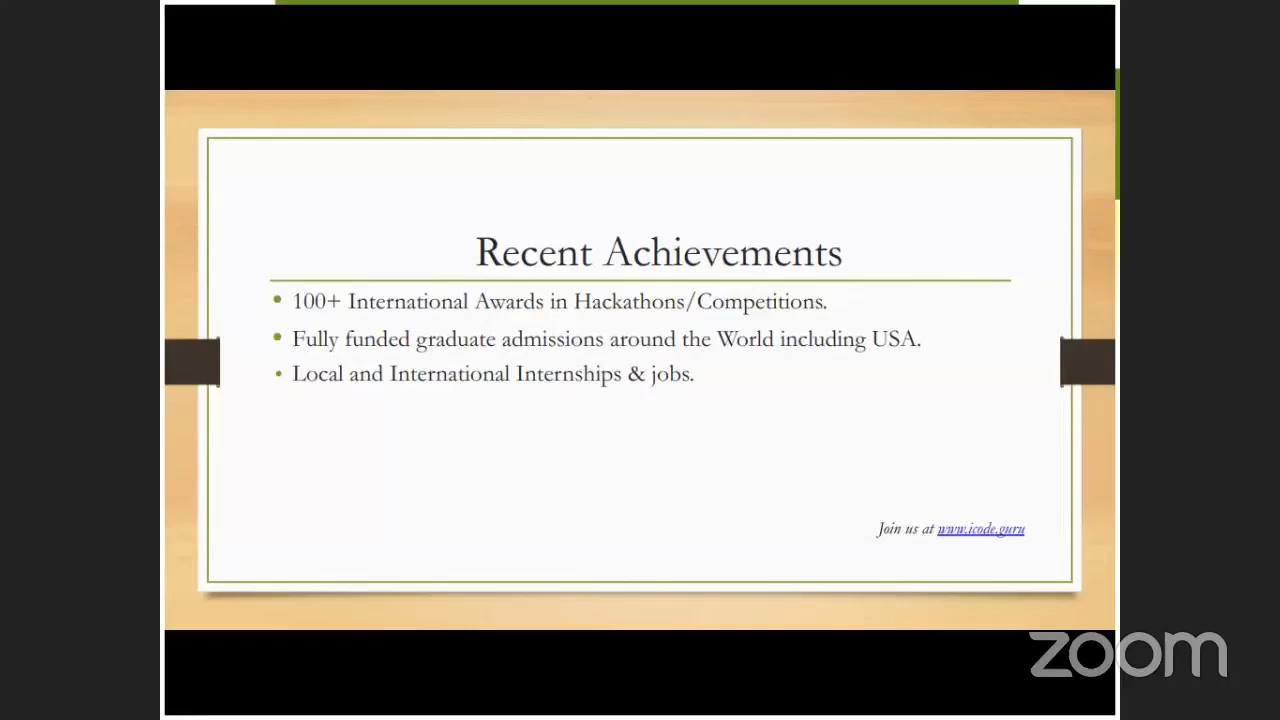 Recent Achievements
100+ International Awards in Hackathons/Competitions.
Fully funded graduate admissions around the World including USA.
Local and International Internships & jobs.
Join us at www.icode.guru
zoom